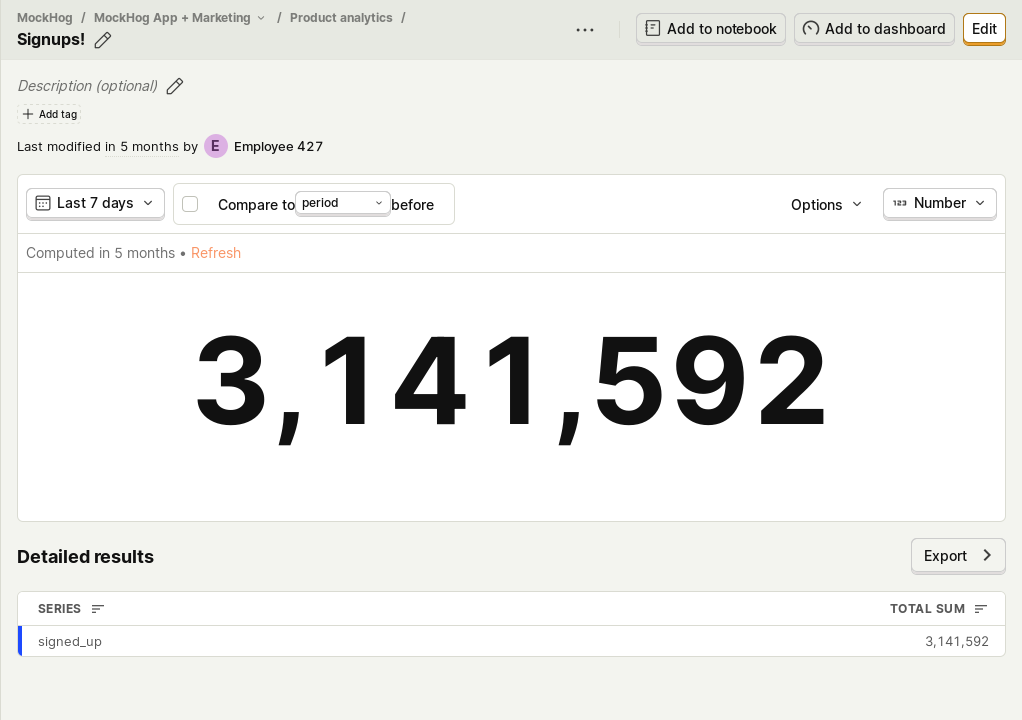 MockHog / MockHog App + Marketing / Product analytics /
Signups!
Add to notebook
Add to dashboard
Edit
Description (optional)
Add tag
Last modified in 5 months by E Employee 427
Last 7 days
Compare to period before
Options
123 Number
Computed in 5 months • Refresh
3,141,592
Detailed results
Export
SERIES TOTAL SUM
signed_up 3,141,592